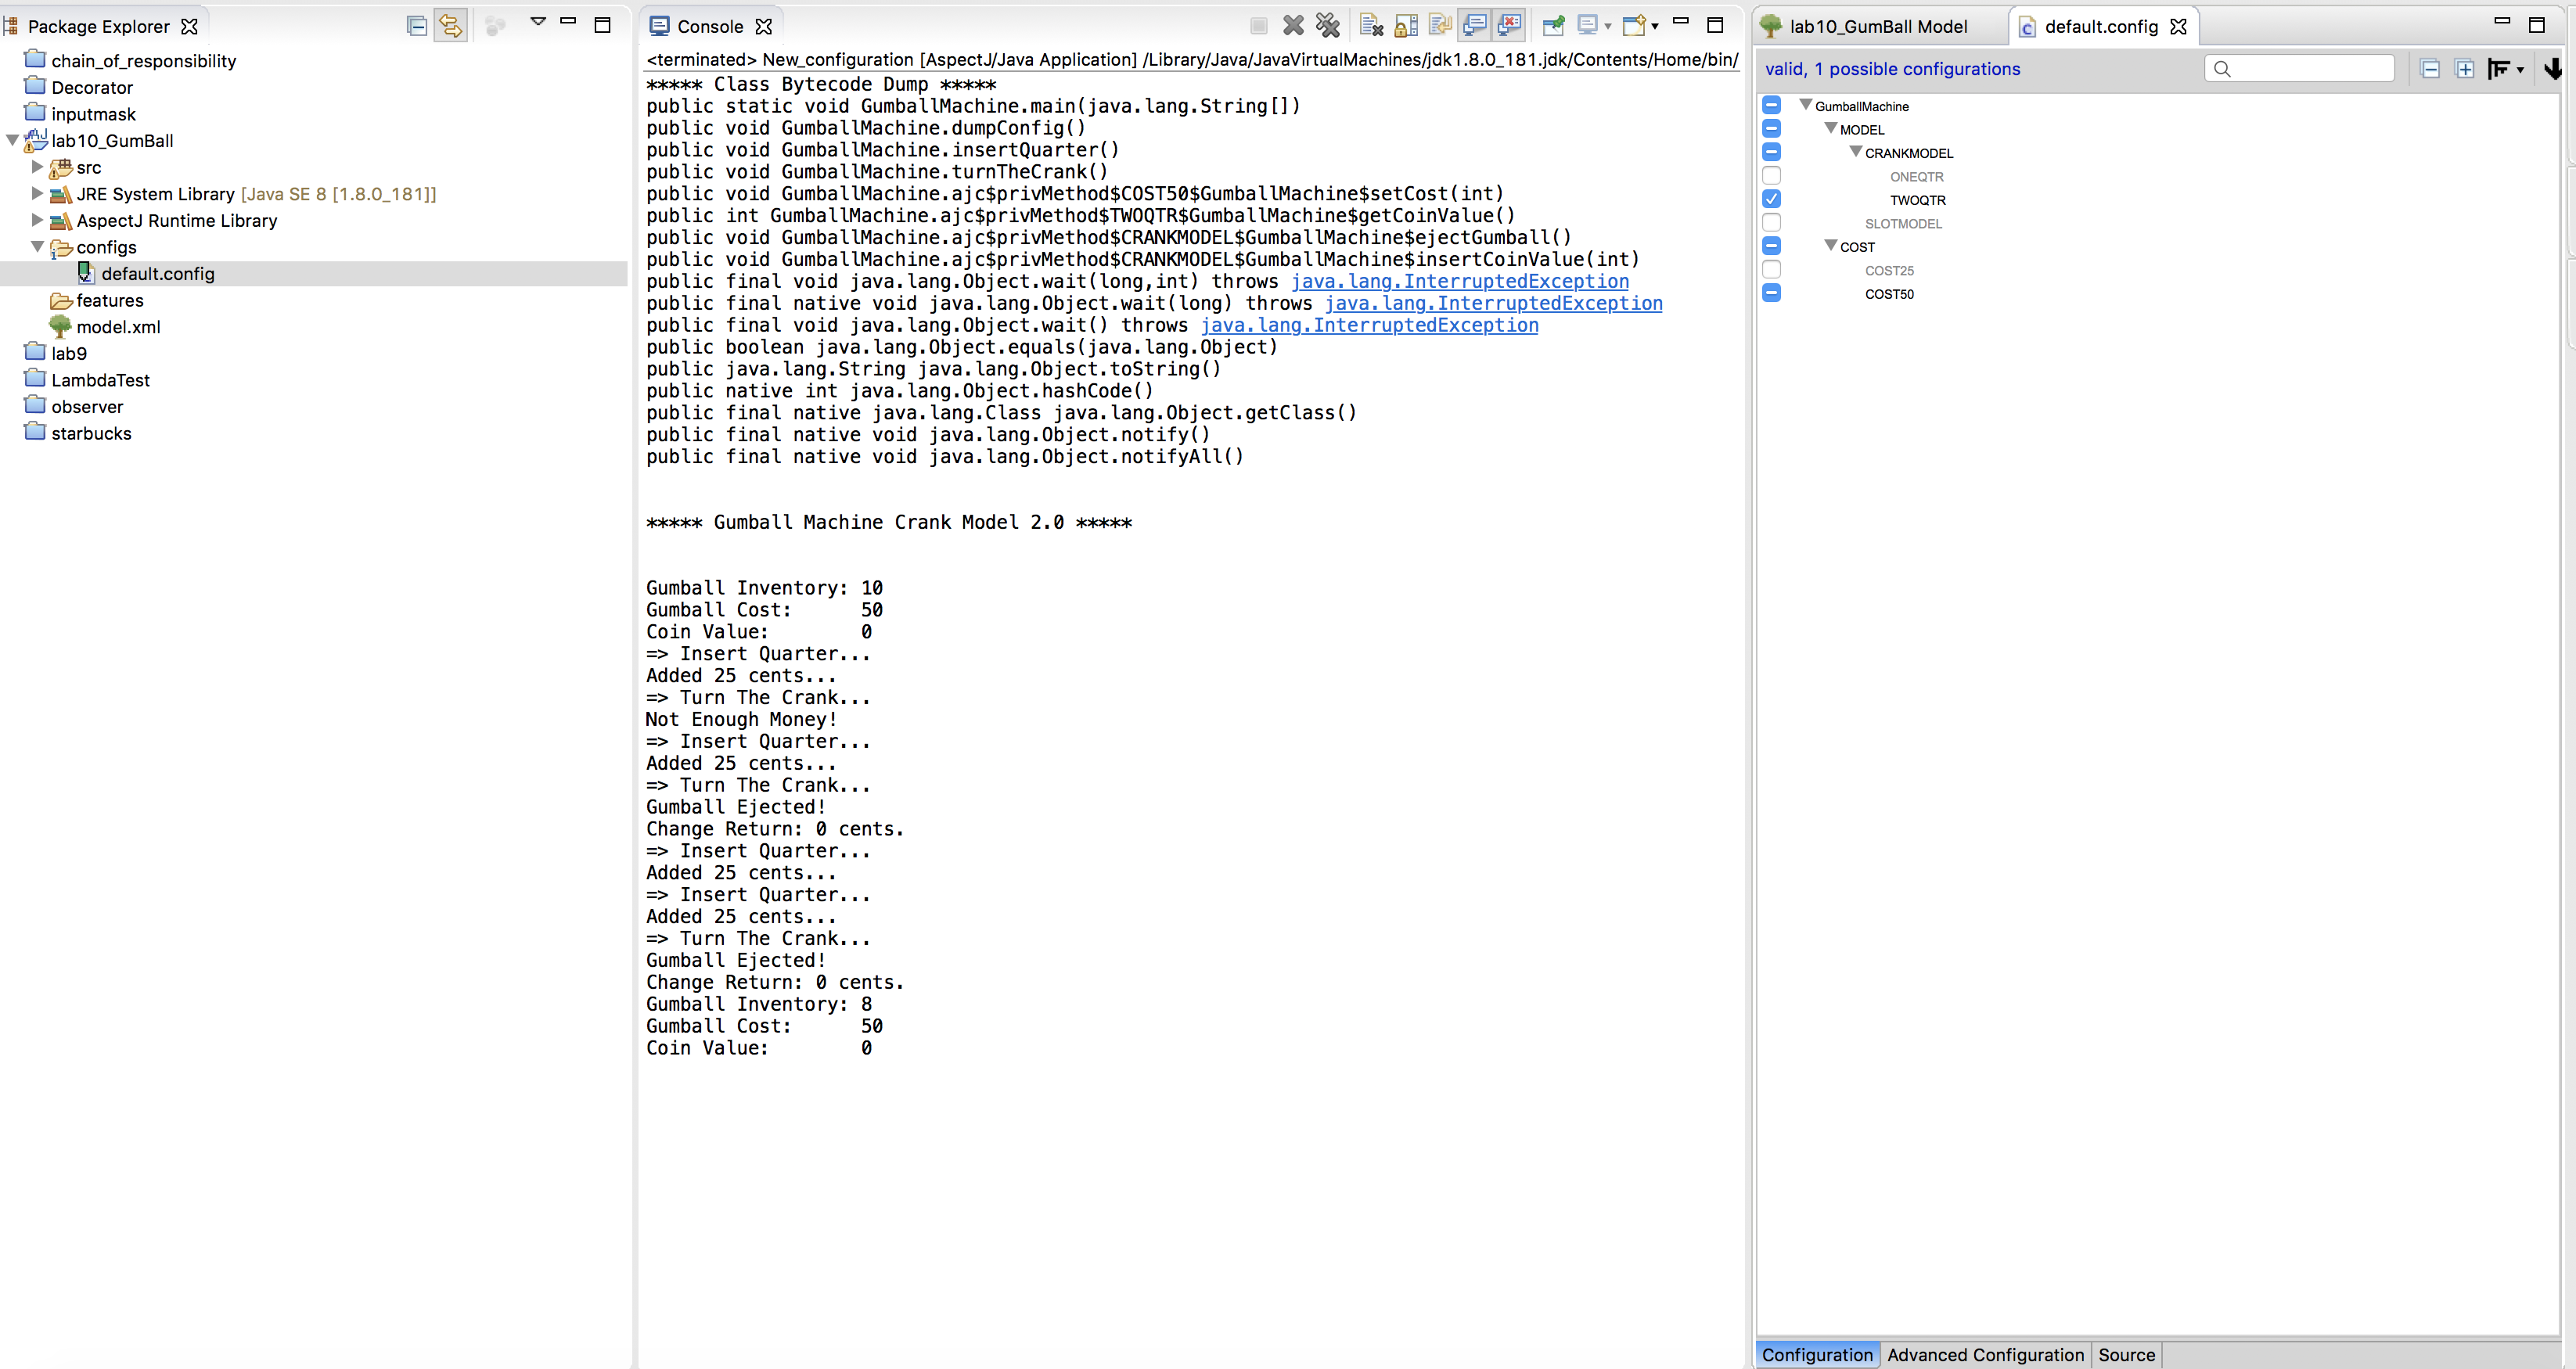 Package Explorer
chain_of_responsibility
Decorator
inputmask
lab10_GumBall
src
JRE System Library [Java SE 8 [1.8.0_181]]
AspectJ Runtime Library
configs
default.config
features
model.xml
lab9
LambdaTest
observer
starbucks
Console
<terminated> New_configuration [AspectJ/Java Application] /Library/Java/JavaVirtualMachines/jdk1.8.0_181.jdk/Contents/Home/bin/
***** Class Bytecode Dump *****
public static void GumballMachine.main(java.lang.String[])
public void GumballMachine.dumpConfig()
public void GumballMachine.insertQuarter()
public void GumballMachine.turnTheCrank()
public void GumballMachine.ajc$privMethod$COST50$GumballMachine$setCost(int)
public int GumballMachine.ajc$privMethod$TWOQTR$GumballMachine$getCoinValue()
public void GumballMachine.ajc$privMethod$CRANKMODEL$GumballMachine$ejectGumball()
public void GumballMachine.ajc$privMethod$CRANKMODEL$GumballMachine$insertCoinValue(int)
public final void java.lang.Object.wait(long,int) throws java.lang.InterruptedException
public final native void java.lang.Object.wait(long) throws java.lang.InterruptedException
public final void java.lang.Object.wait() throws java.lang.InterruptedException
public boolean java.lang.Object.equals(java.lang.Object)
public java.lang.String java.lang.Object.toString()
public native int java.lang.Object.hashCode()
public final native java.lang.Class java.lang.Object.getClass()
public final native void java.lang.Object.notify()
public final native void java.lang.Object.notifyAll()
***** Gumball Machine Crank Model 2.0 *****
Gumball Inventory: 10
Gumball Cost: 50
Coin Value: 0
=> Insert Quarter...
Added 25 cents...
=> Turn The Crank...
Not Enough Money!
=> Insert Quarter...
Added 25 cents...
=> Turn The Crank...
Gumball Ejected!
Change Return: 0 cents.
=> Insert Quarter...
Added 25 cents...
=> Insert Quarter...
Added 25 cents...
=> Turn The Crank...
Gumball Ejected!
Change Return: 0 cents.
Gumball Inventory: 8
Gumball Cost: 50
Coin Value: 0
lab10_GumBall Model
default.config
valid, 1 possible configurations
GumballMachine
MODEL
CRANKMODEL
ONEQTR
TWOQTR
SLOTMODEL
COST
COST25
COST50
Configuration
Advanced Configuration
Source